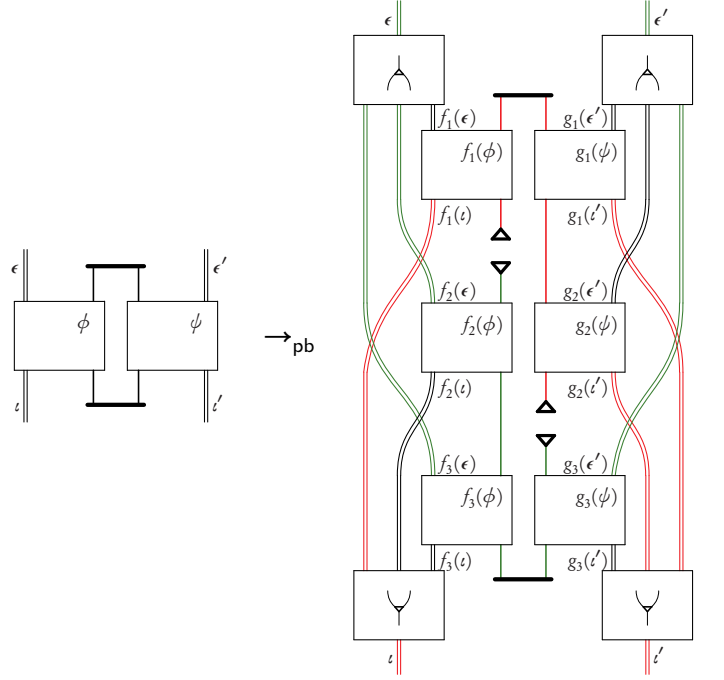 ϵ ϵ′
f₁(ϵ) g₁(ϵ′)
f₁(ϕ) g₁(ψ)
f₁(ι) g₁(ι′)
ϵ ϵ′
f₂(ϵ) g₂(ϵ′)
ϕ ψ →pb f₂(ϕ) g₂(ψ)
f₂(ι) g₂(ι′)
ι ι′
f₃(ϵ) g₃(ϵ′)
f₃(ϕ) g₃(ψ)
f₃(ι) g₃(ι′)
ι ι′